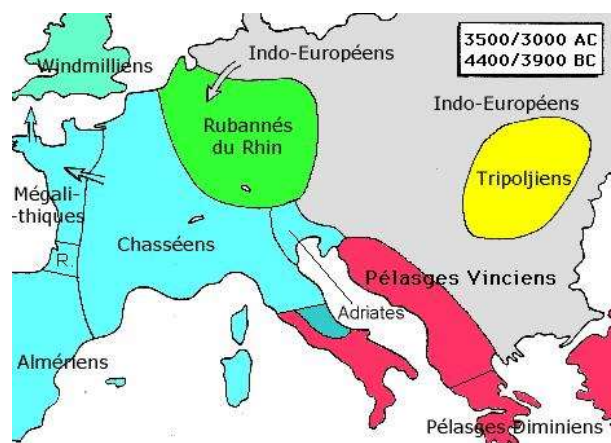 3500/3000 AC
4400/3900 BC
Indo-Européens
Windmilliens
Indo-Européens
Rubannés
du Rhin
Tripoljiens
Mégali-
-thiques
Chasséens
R.
Pélasges Vinciens
Adriates
Almériens
Pélasges Diminiens